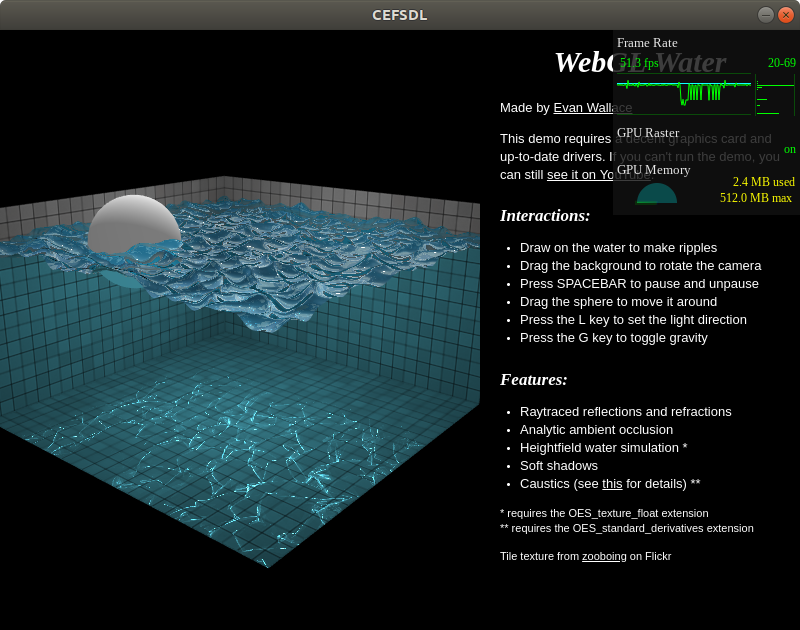 CEFSDL
WebGL Water
Frame Rate
51.3 fps
20-69
GPU Raster
on
GPU Memory
2.4 MB used
512.0 MB max
Made by Evan Wallace
This demo requires a decent graphics card and
up-to-date drivers. If you can't run the demo, you
can still see it on YouTube.
Interactions:
• Draw on the water to make ripples
• Drag the background to rotate the camera
• Press SPACEBAR to pause and unpause
• Drag the sphere to move it around
• Press the L key to set the light direction
• Press the G key to toggle gravity
Features:
• Raytraced reflections and refractions
• Analytic ambient occlusion
• Heightfield water simulation *
• Soft shadows
• Caustics (see this for details) **
* requires the OES_texture_float extension
** requires the OES_standard_derivatives extension
Tile texture from zooboing on Flickr